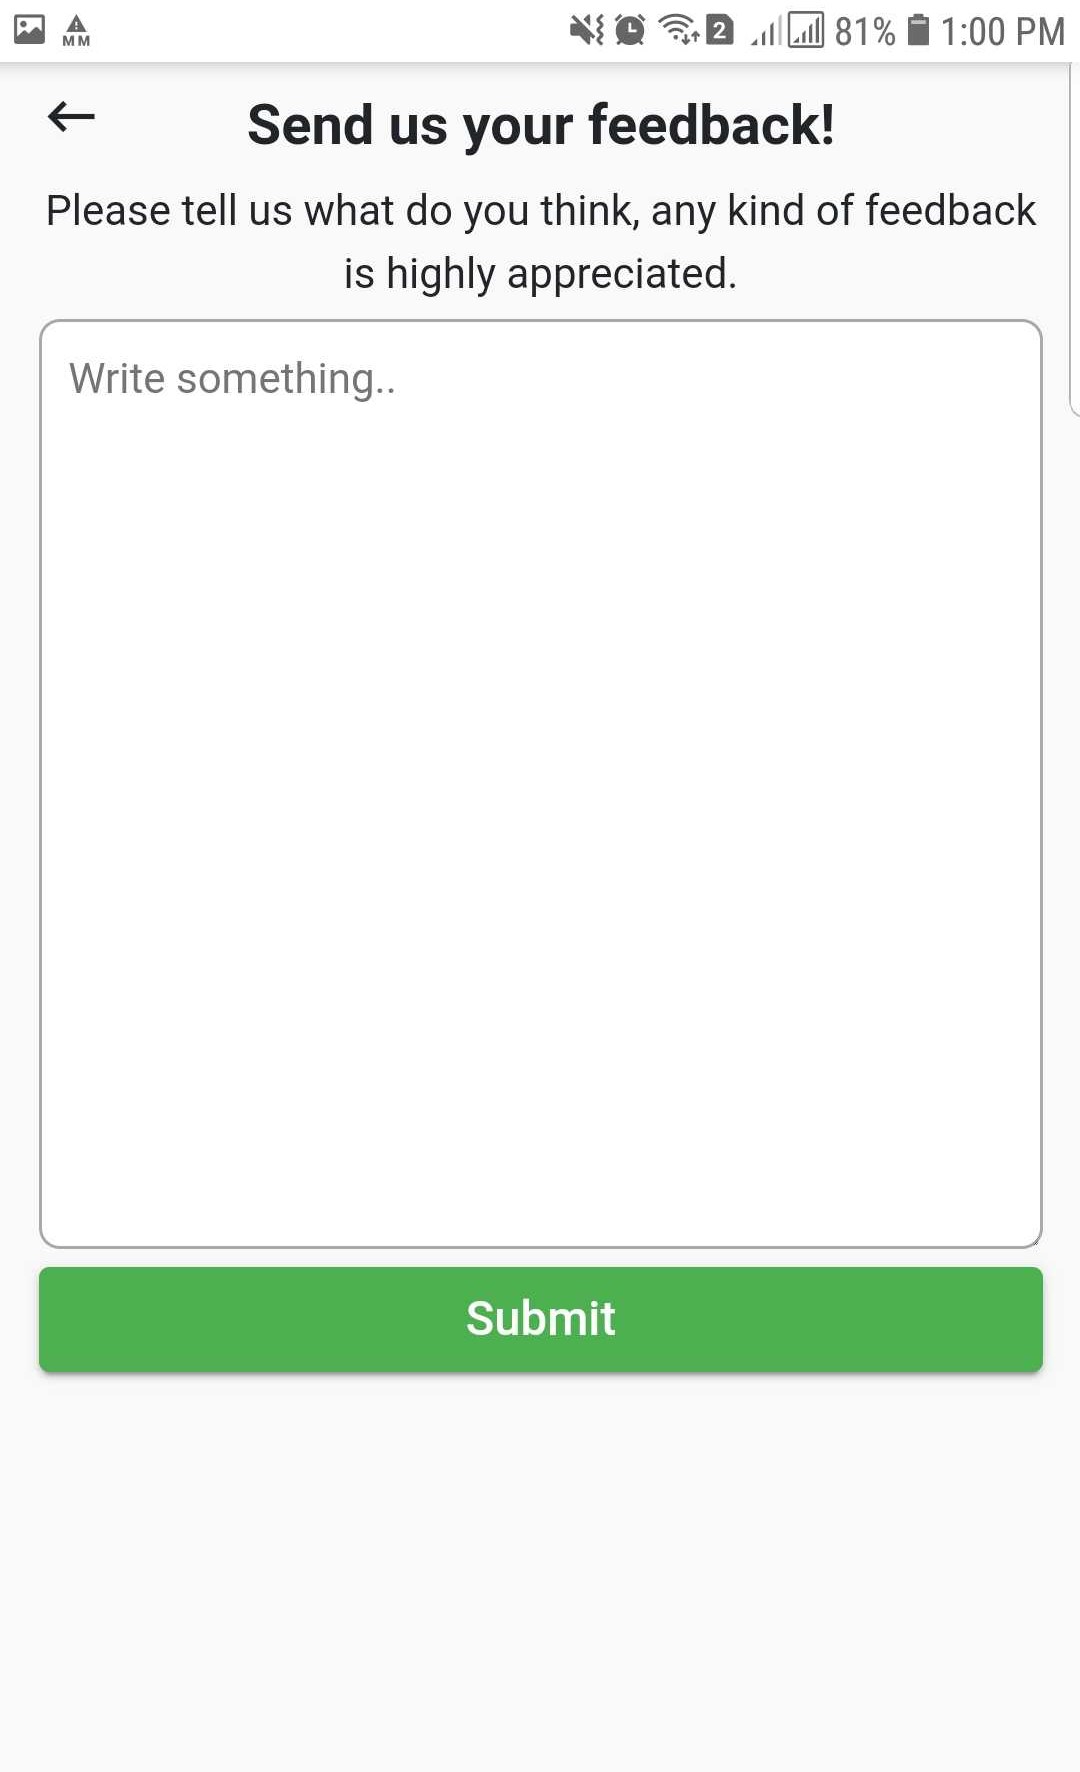 MM
2
81%
1:00 PM
Send us your feedback!
Please tell us what do you think, any kind of feedback
is highly appreciated.
Write something..
Submit